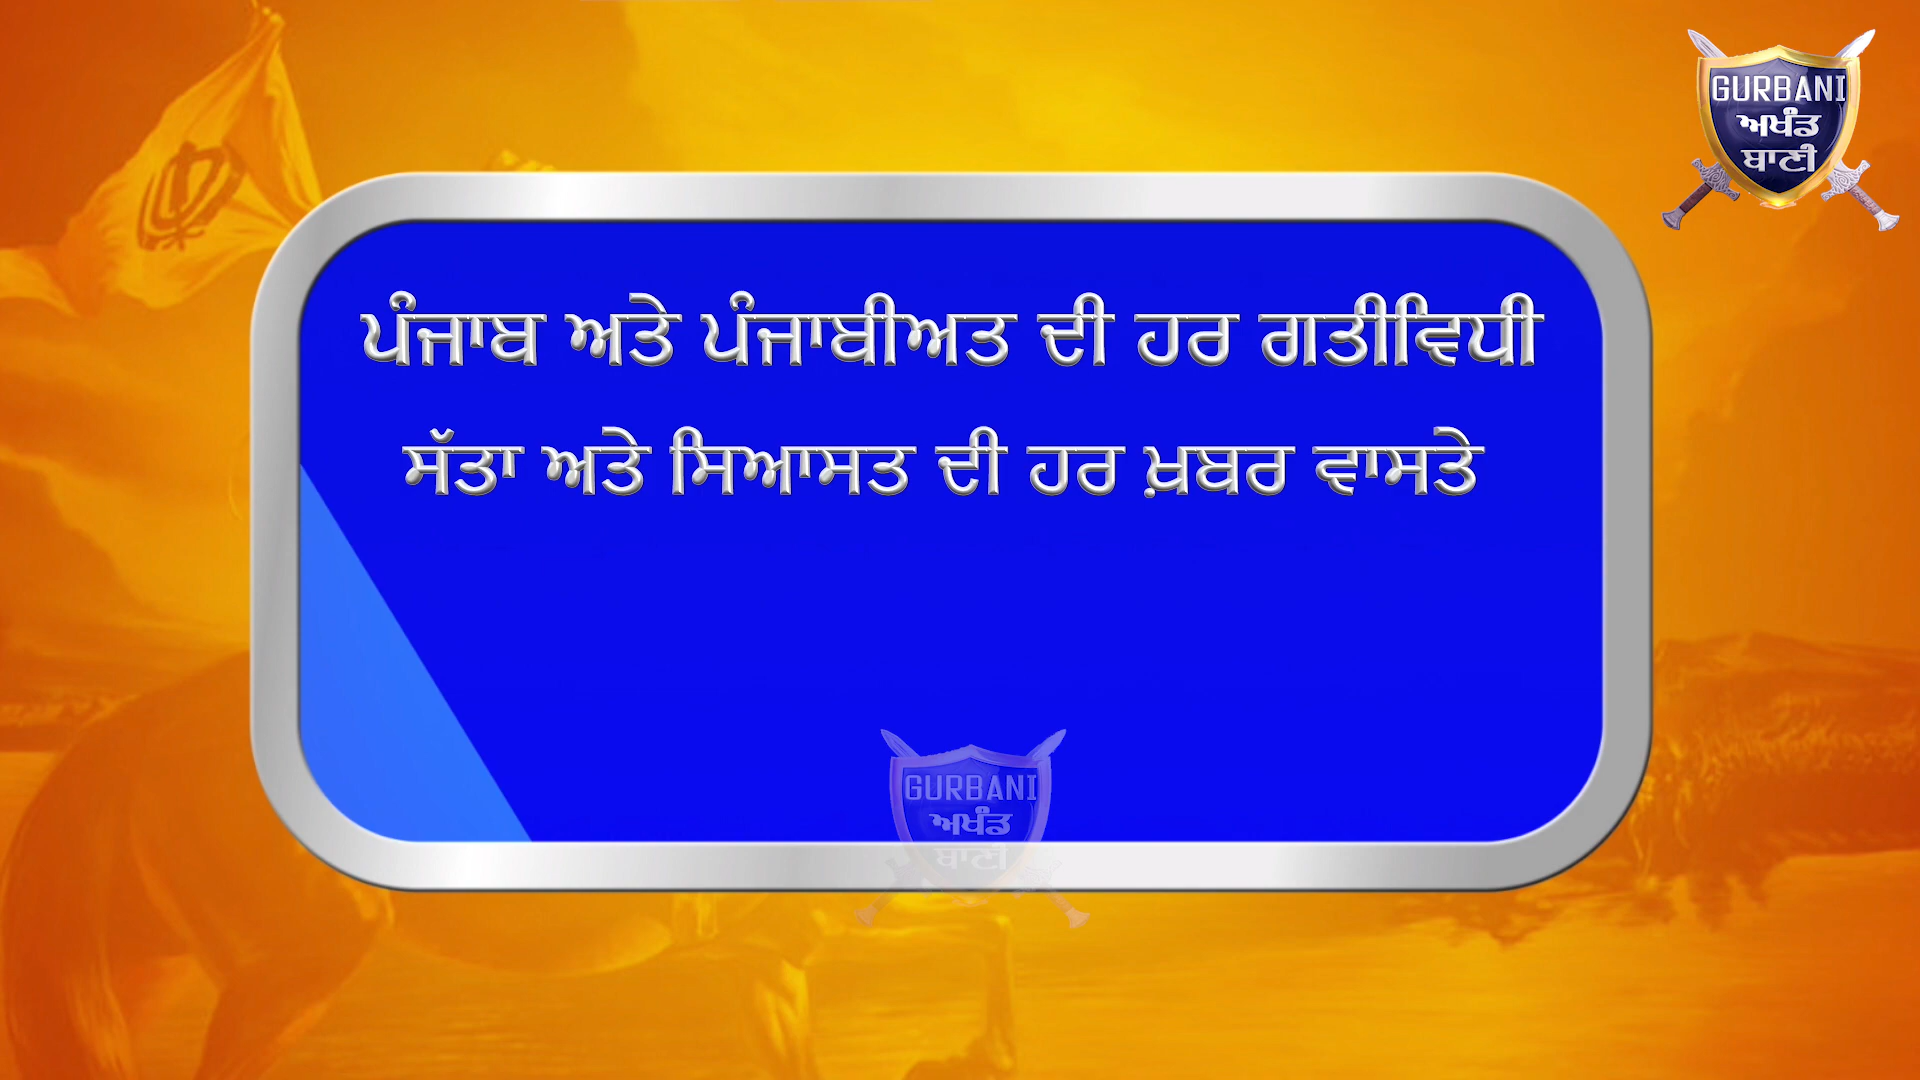 GURBANI
ਅਖੰਡ
ਬਾਣੀ
ਪੰਜਾਬ ਅਤੇ ਪੰਜਾਬੀਅਤ ਦੀ ਹਰ ਗਤੀਵਿਧੀ
ਸੱਤਾ ਅਤੇ ਸਿਆਸਤ ਦੀ ਹਰ ਖ਼ਬਰ ਵਾਸਤੇ
GURBANI
ਅਖੰਡ
ਬਾਣੀ